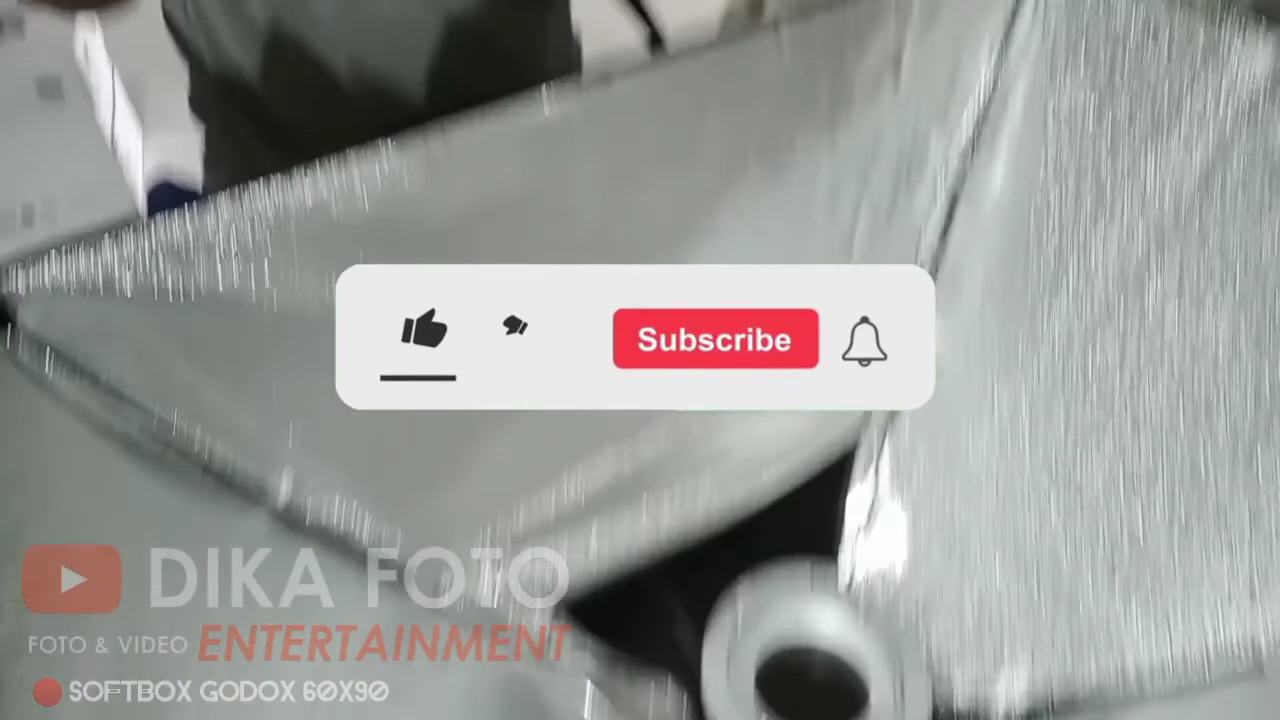 Subscribe
DIKA FOTO
FOTO & VIDEO ENTERTAINMENT
SOFTBOX GODOX 60X90